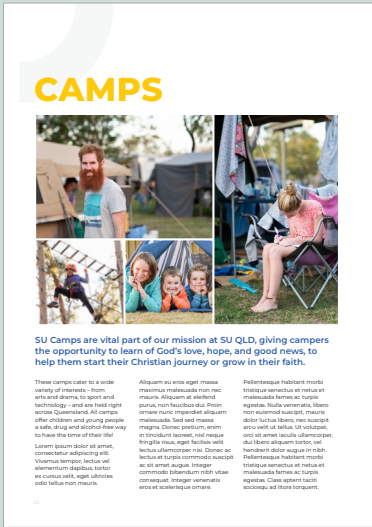 CAMPS
SU Camps are vital part of our mission at SU QLD, giving campers
the opportunity to learn of God's love, hope, and good news, to
help them start their Christian journey or grow in their faith.
These camps cater to a wide
variety of interests – from
arts and drama, to sport and
technology – and are held right
across Queensland. All camps
offer children and young people
a safe, drug and alcohol-free way
to have the time of their life!
Lorem ipsum dolor sit amet,
consectetur adipiscing elit.
Vivamus tempor, lectus vel
elementum dapibus, tortor
ex cursus velit, eget ultricies
odio tellus non mauris.
Aliquam eu eros eget massa
maximus malesuada non nec
mauris. Aliquam at eleifend
purus, non faucibus dui. Proin
ornare nunc imperdiet aliquam
malesuada. Sed sed massa
magna. Donec pretium, enim
in tincidunt laoreet, nisl neque
fringilla risus, eget facilisis velit
lectus ullamcorper nisi. Donec ac
lectus et turpis commodo suscipit
ac sit amet augue. Integer
commodo bibendum nibh vitae
consequat. Integer venenatis
eros et scelerisque ornare.
Pellentesque habitant morbi
tristique senectus et netus et
malesuada fames ac turpis
egestas. Nulla venenatis, libero
non euismod suscipit, mauris
dolor luctus libero, nec suscipit
arcu velit ut tellus. Ut volutpat,
orci sit amet iaculis ullamcorper,
dui libero aliquam tortor, vel
hendrerit dolor augue in nibh.
Pellentesque habitant morbi
tristique senectus et netus et
malesuada fames ac turpis
egestas. Class aptent taciti
sociosqu ad litora torquent.